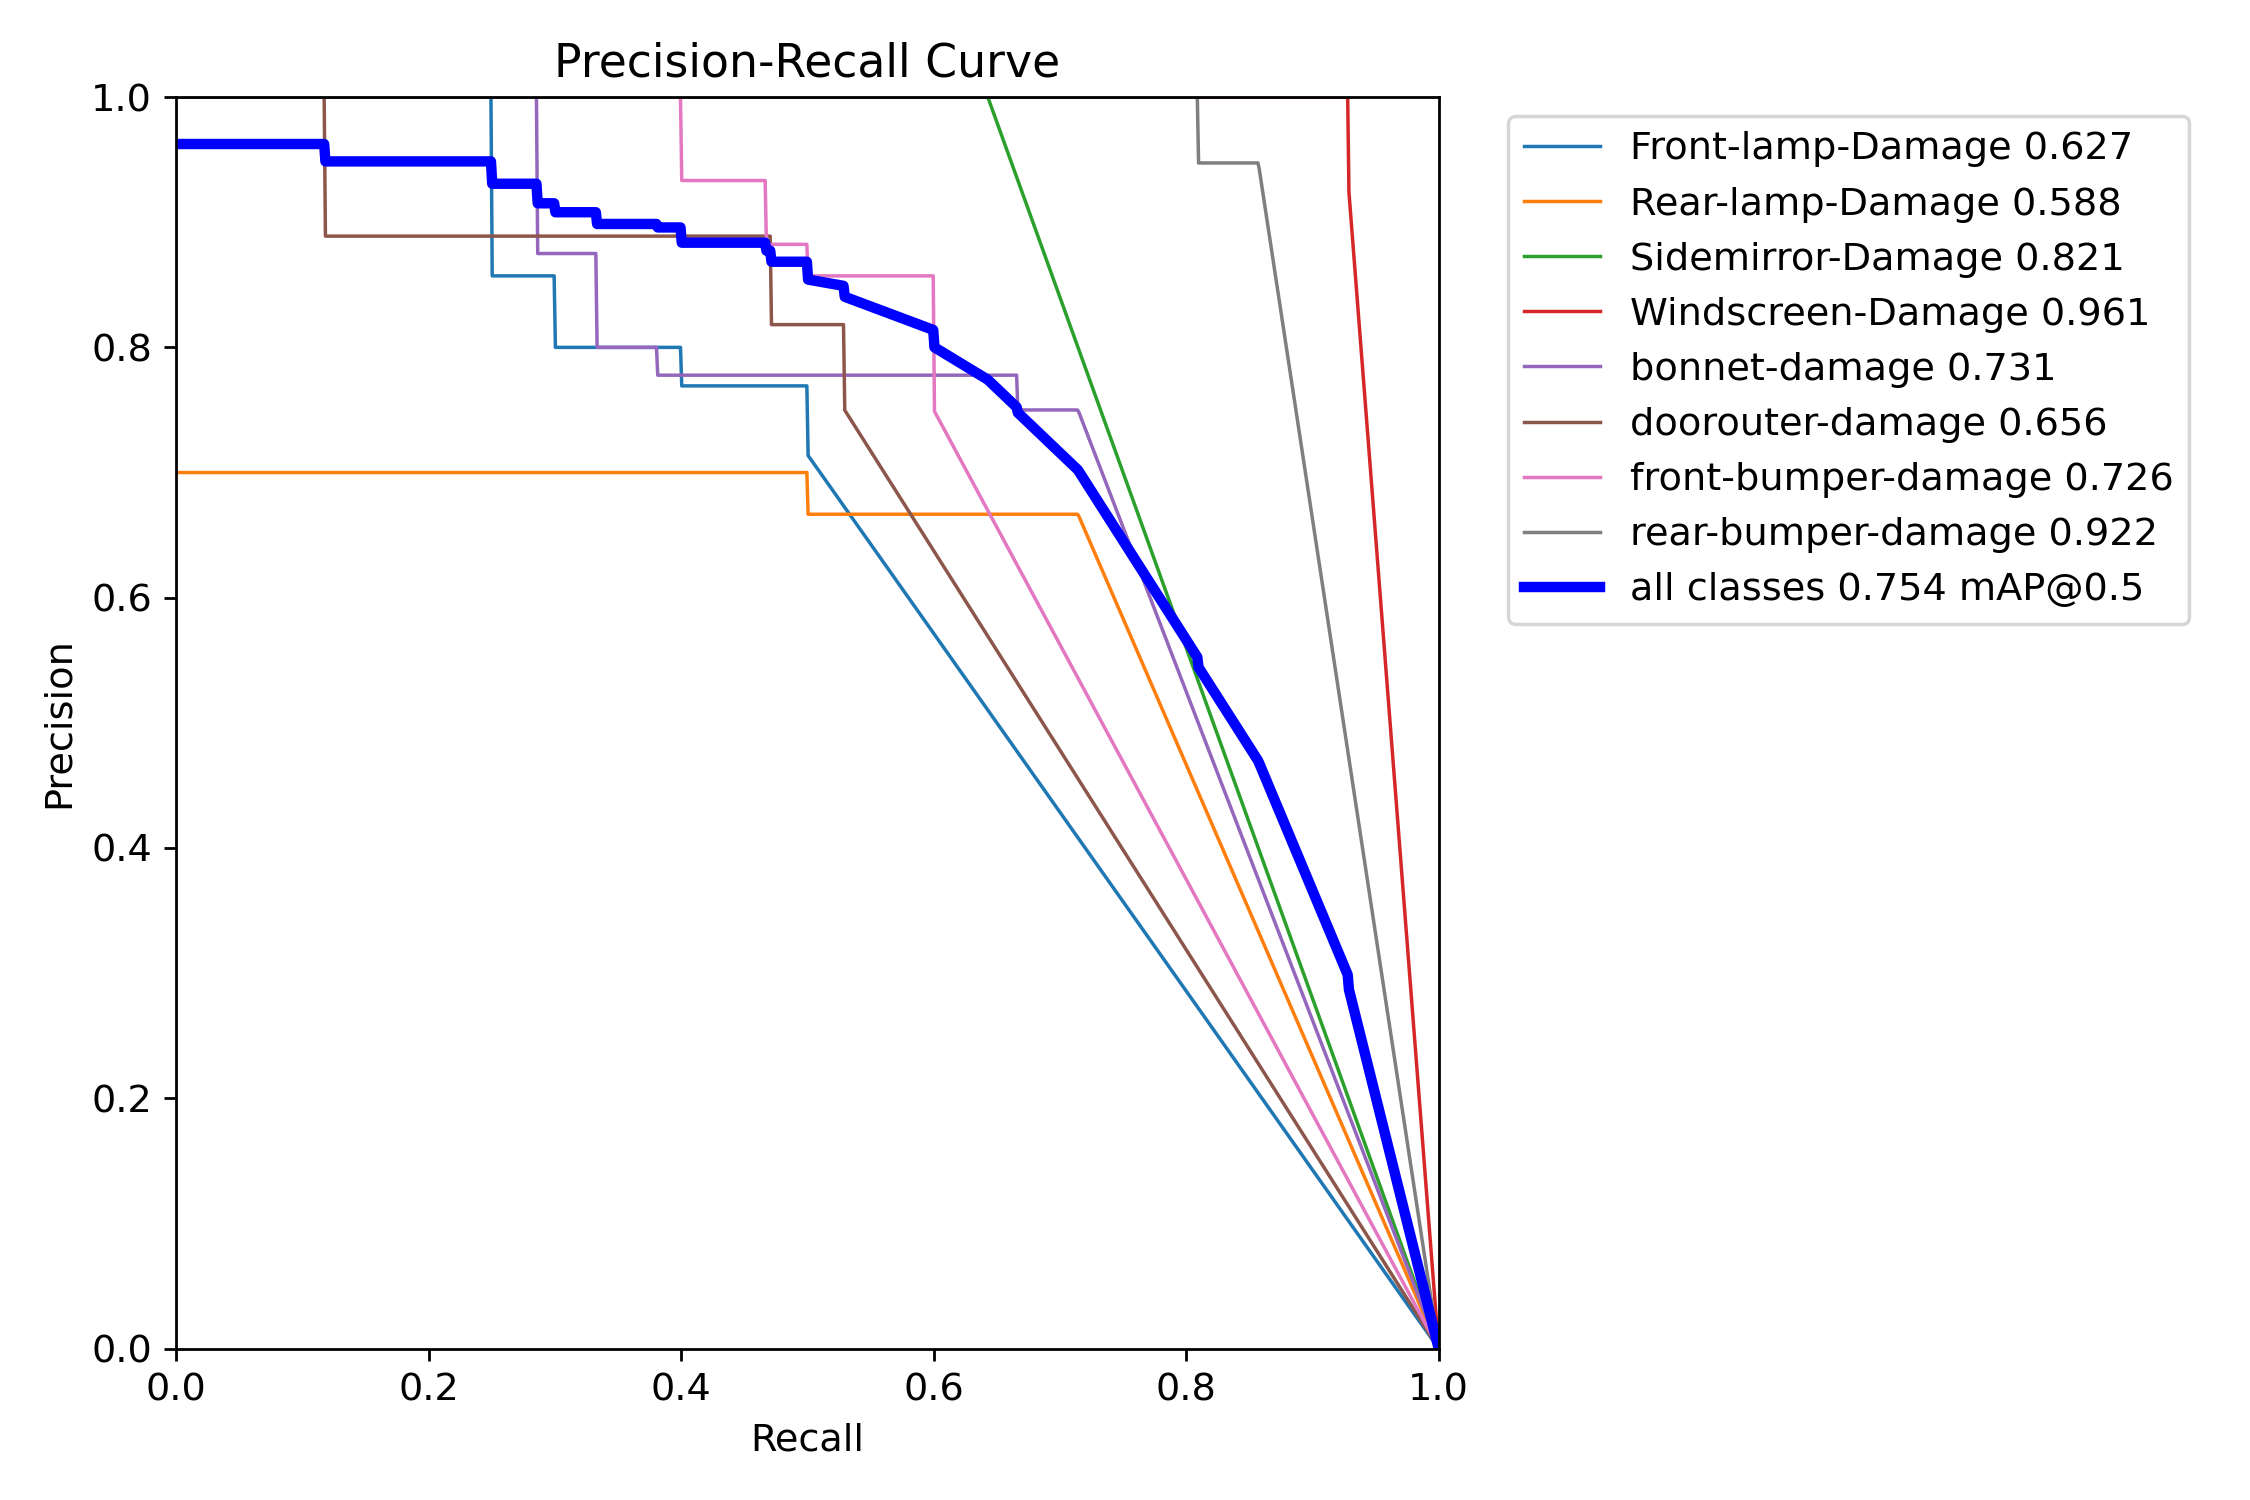 Precision-Recall Curve
1.0
0.8
0.6
0.4
0.2
0.0
Precision
0.0 0.2 0.4 0.6 0.8 1.0
Recall
Front-lamp-Damage 0.627
Rear-lamp-Damage 0.588
Sidemirror-Damage 0.821
Windscreen-Damage 0.961
bonnet-damage 0.731
doorouter-damage 0.656
front-bumper-damage 0.726
rear-bumper-damage 0.922
all classes 0.754 mAP@0.5